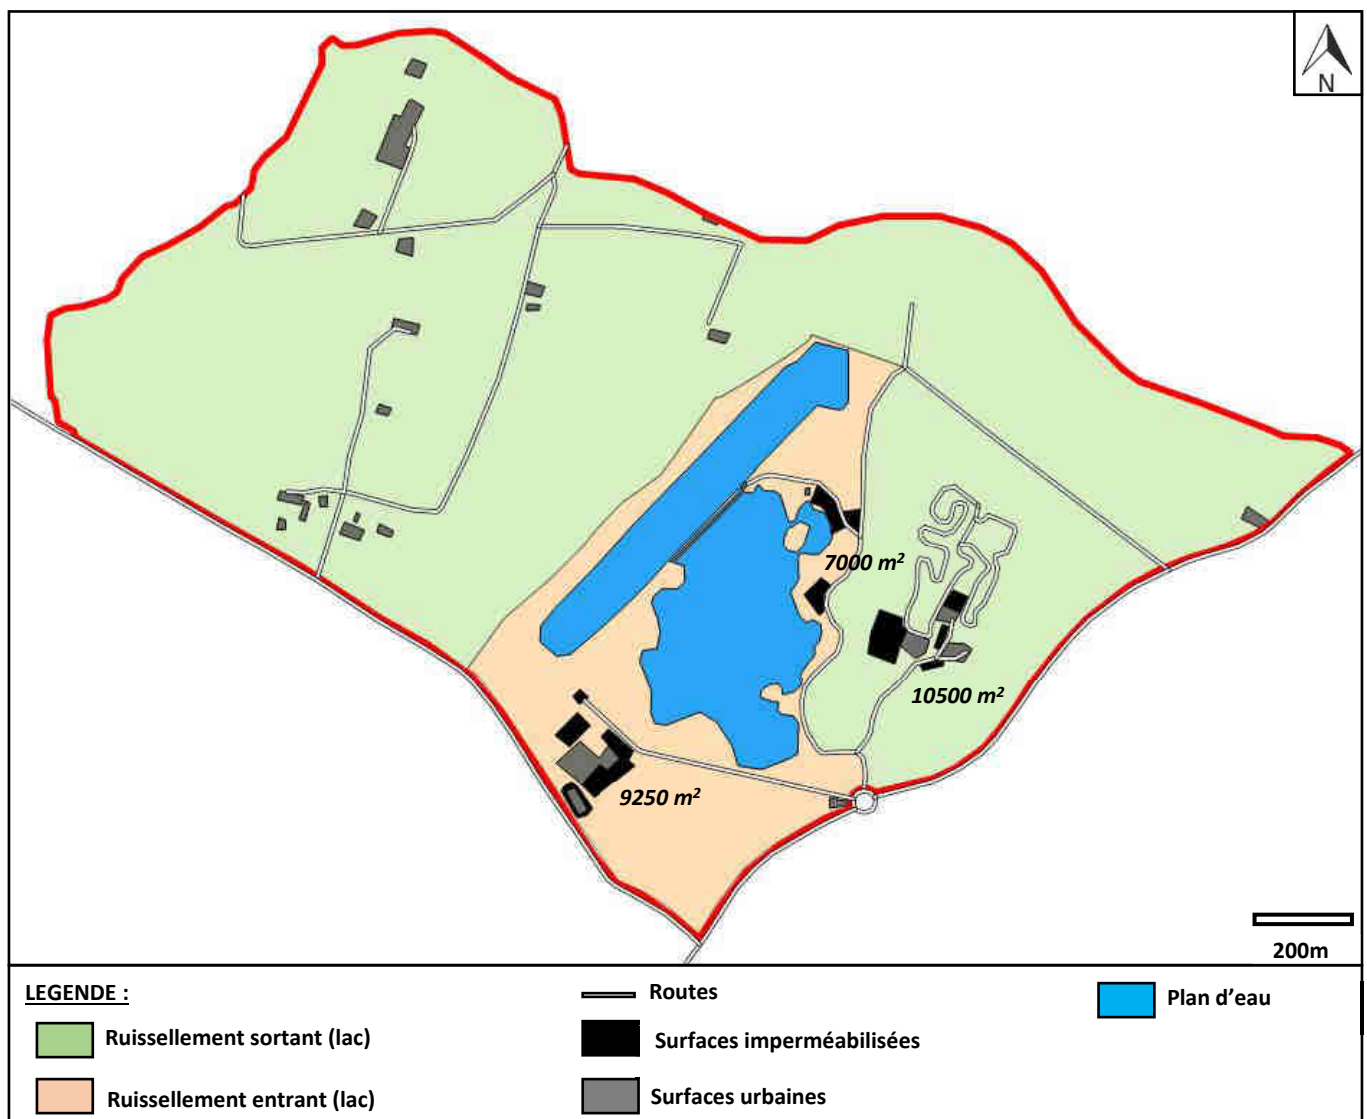 N
7000 m²
10500 m²
9250 m²
200m
LEGENDE :
Ruissellement sortant (lac)
Ruissellement entrant (lac)
Routes
Surfaces imperméabilisées
Surfaces urbaines
Plan d’eau